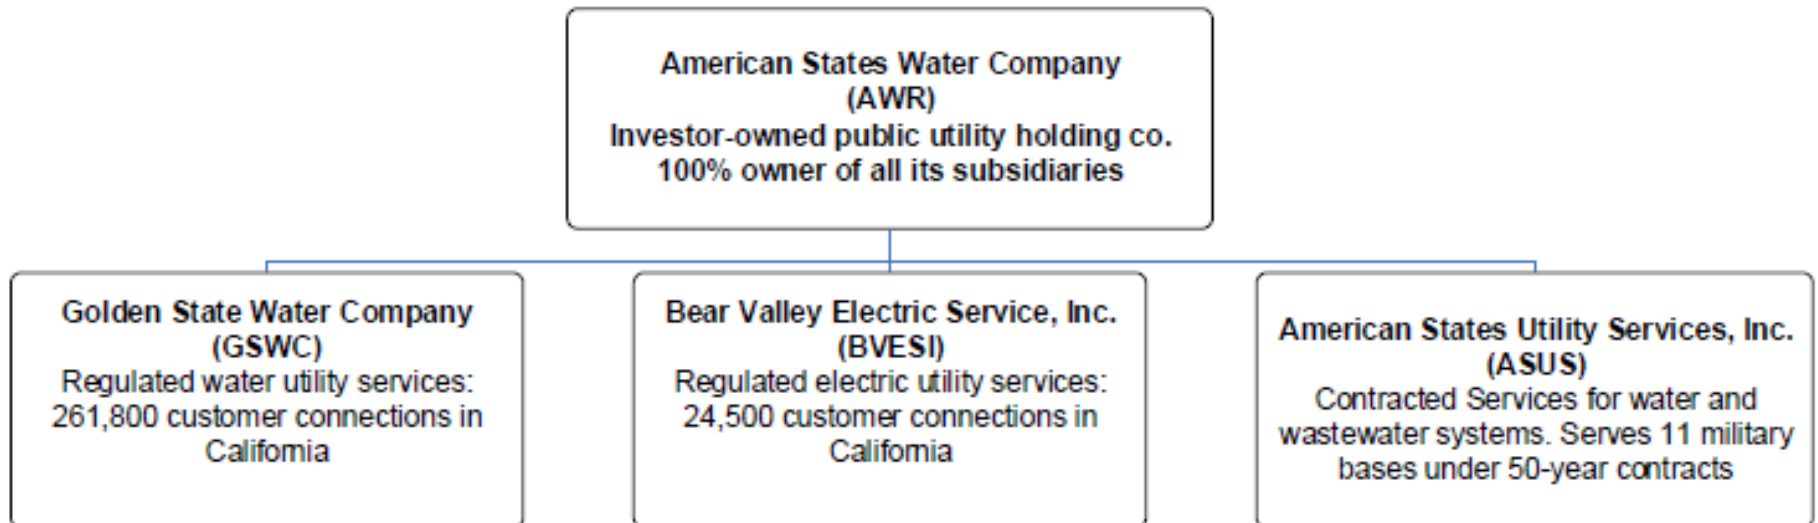 American States Water Company
(AWR)
Investor-owned public utility holding co.
100% owner of all its subsidiaries
Golden State Water Company
(GSWC)
Regulated water utility services:
261,800 customer connections in
California
Bear Valley Electric Service, Inc.
(BVESI)
Regulated electric utility services:
24,500 customer connections in
California
American States Utility Services, Inc.
(ASUS)
Contracted Services for water and
wastewater systems. Serves 11 military
bases under 50-year contracts